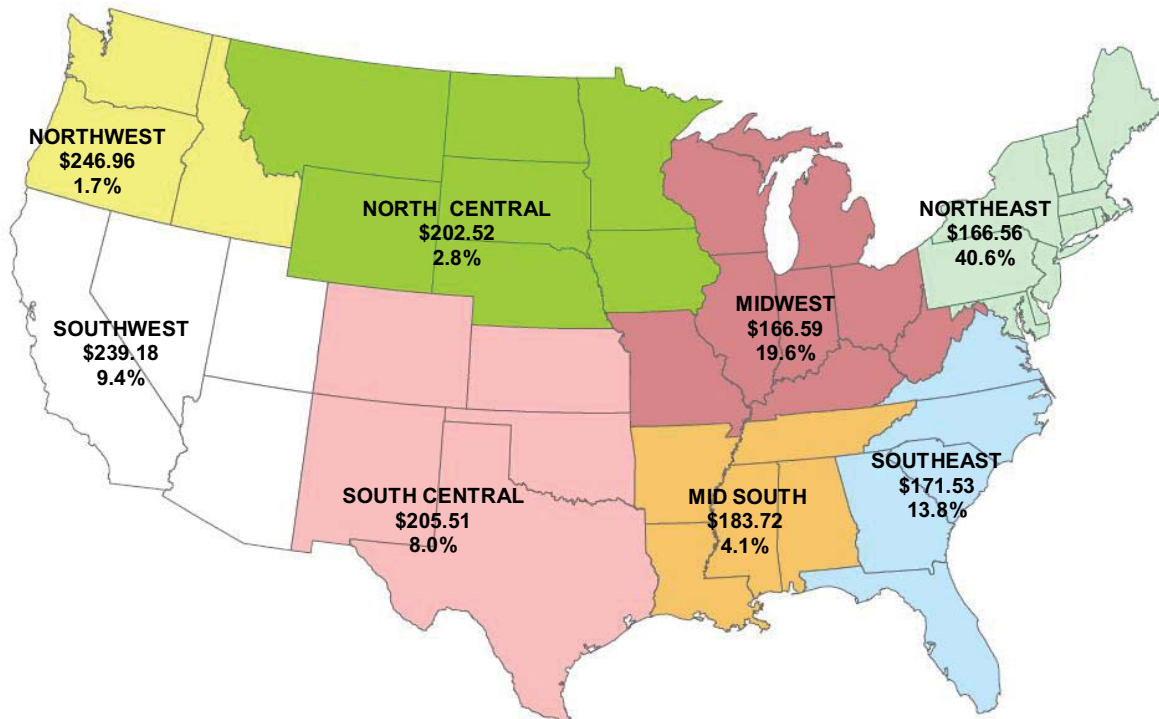 NORTHWEST
$246.96
1.7%
NORTH CENTRAL
$202.52
2.8%
NORTHEAST
$166.56
40.6%
SOUTHWEST
$239.18
9.4%
MIDWEST
$166.59
19.6%
SOUTH CENTRAL
$205.51
8.0%
MID SOUTH
$183.72
4.1%
SOUTHEAST
$171.53
13.8%